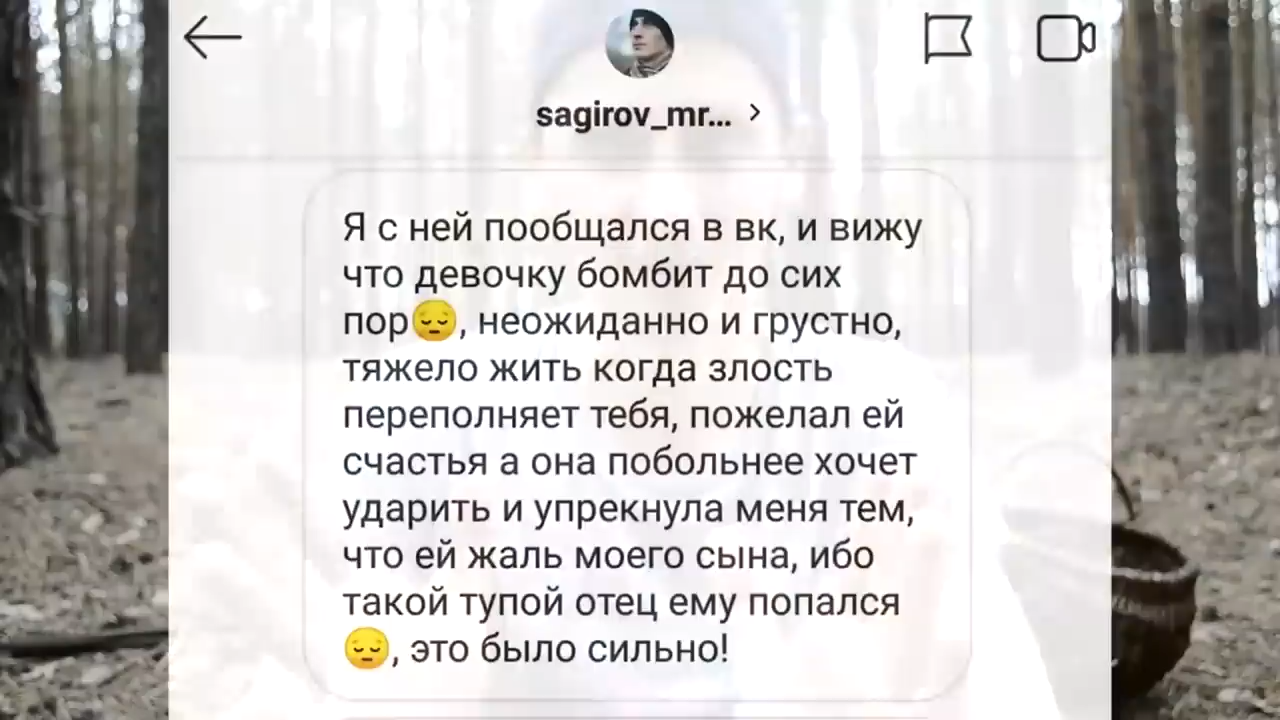 sagirov_mr...
Я с ней пообщался в вк, и вижу
что девочку бомбит до сих
пор😔, неожиданно и грустно,
тяжело жить когда злость
переполняет тебя, пожелал ей
счастья а она побольнее хочет
ударить и упрекнула меня тем,
что ей жаль моего сына, ибо
такой тупой отец ему попался
😔, это было сильно!